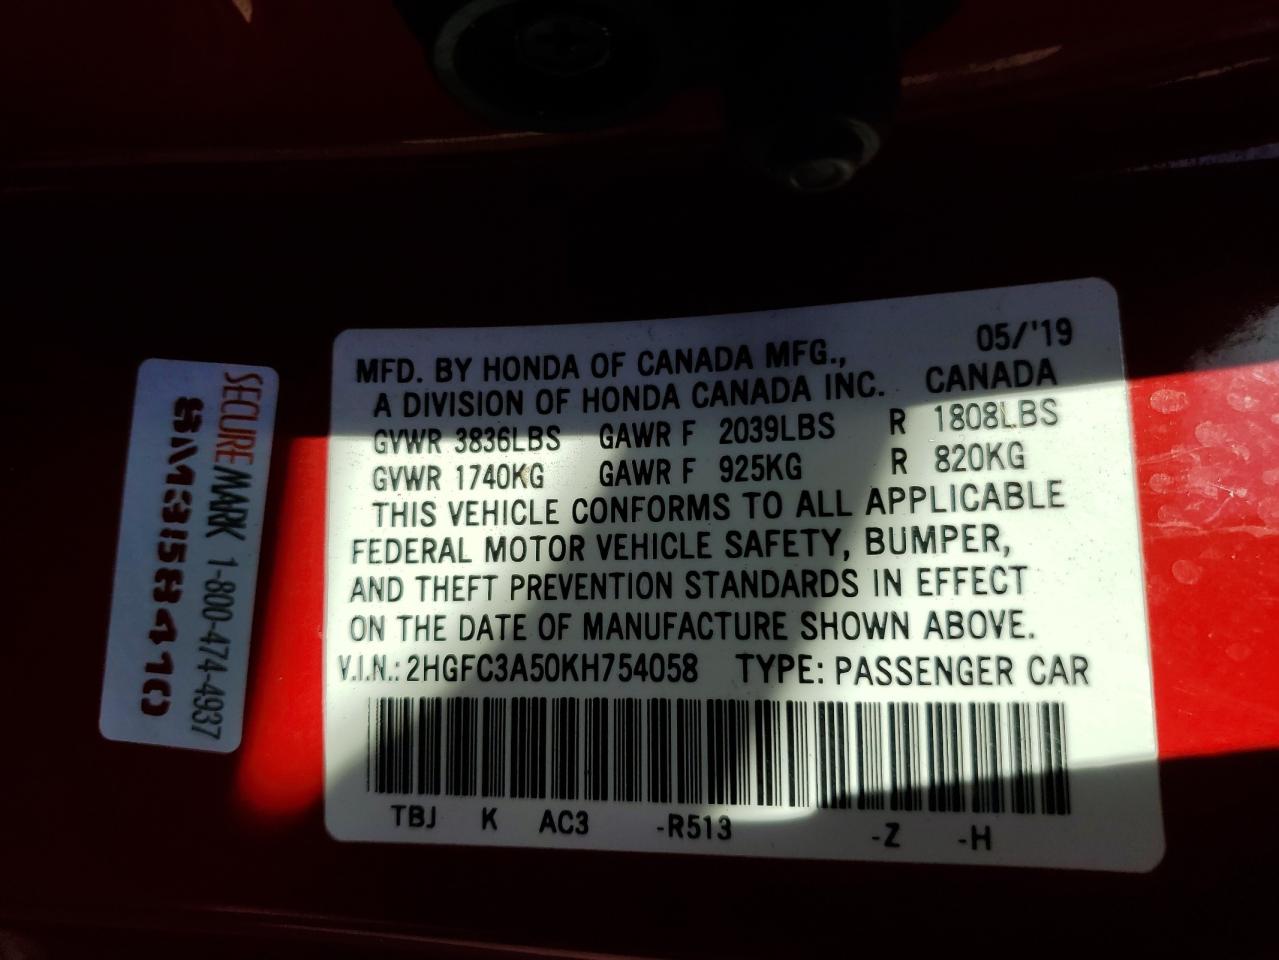 MFD. BY HONDA OF CANADA MFG., 05/'19
A DIVISION OF HONDA CANADA INC. CANADA
GVWR 3836LBS GAWR F 2039LBS R 1808LBS
GVWR 1740KG GAWR F 925KG R 820KG
THIS VEHICLE CONFORMS TO ALL APPLICABLE
FEDERAL MOTOR VEHICLE SAFETY, BUMPER,
AND THEFT PREVENTION STANDARDS IN EFFECT
ON THE DATE OF MANUFACTURE SHOWN ABOVE.
V.I.N.: 2HGFC3A50KH754058 TYPE: PASSENGER CAR
TBJ K AC3 -R513 -Z -H
SECUREMARK 1-800-474-4937
SM3158410